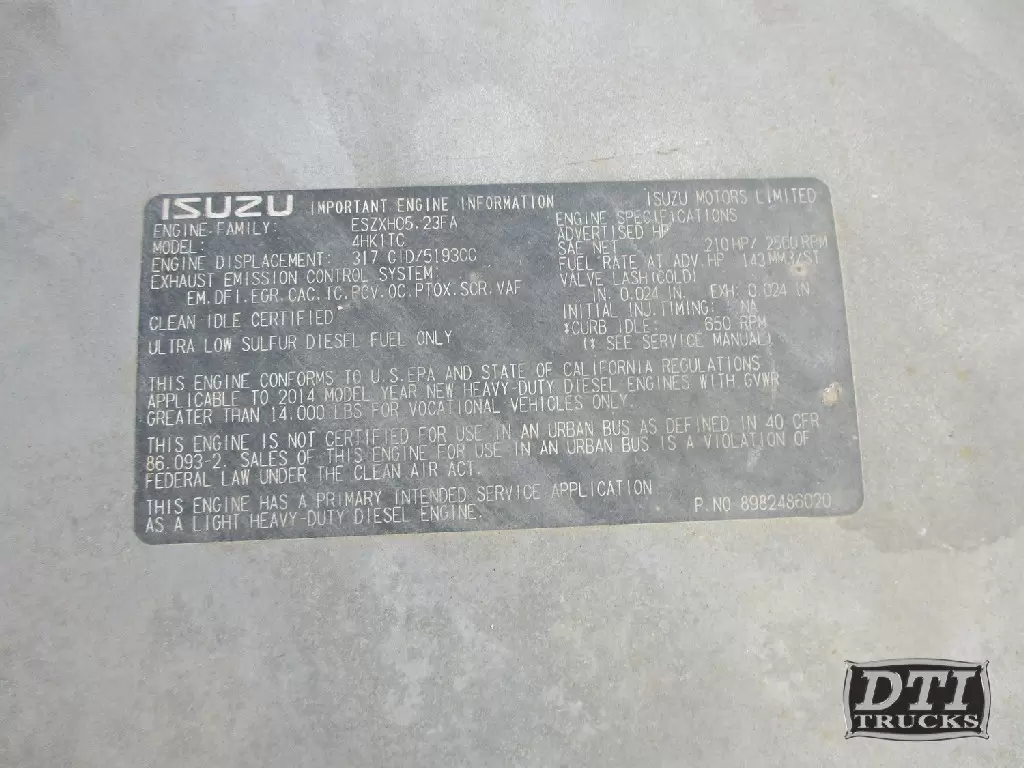 ISUZU IMPORTANT ENGINE INFORMATION ISUZU MOTORS LIMITED
ENGINE-FAMILY: ESZXH05.23FA
MODEL: 4HK1TC
ENGINE DISPLACEMENT: 317 CID/5193CC
EXHAUST EMISSION CONTROL SYSTEM:
EM.DFI.EGR.CAC.TC.PCV.OC.PTOX.SCR.VAF
CLEAN IDLE CERTIFIED
ULTRA LOW SULFUR DIESEL FUEL ONLY
ENGINE SPECIFICATIONS
ADVERTISED HP
SAE NET 210HP/ 2500 RPM
FUEL RATE AT ADV.HP 143 MM3/ST
VALVE LASH(COLD)
IN. 0.024 IN. EXH. 0.024 IN
INITIAL INJ.TIMING: NA
*CURB IDLE: 650 RPM
(* SEE SERVICE MANUAL)
THIS ENGINE CONFORMS TO U.S.EPA AND STATE OF CALIFORNIA REGULATIONS
APPLICABLE TO 2014 MODEL YEAR NEW HEAVY-DUTY DIESEL ENGINES WITH GVWR
GREATER THAN 14.000 LBS FOR VOCATIONAL VEHICLES ONLY.
THIS ENGINE IS NOT CERTIFIED FOR USE IN AN URBAN BUS AS DEFINED IN 40 CFR
86.093-2. SALES OF THIS ENGINE FOR USE IN AN URBAN BUS IS A VIOLATION OF
FEDERAL LAW UNDER THE CLEAN AIR ACT.
THIS ENGINE HAS A PRIMARY INTENDED SERVICE APPLICATION
AS A LIGHT HEAVY-DUTY DIESEL ENGINE.
P.NO 8982486020
DTI
TRUCKS